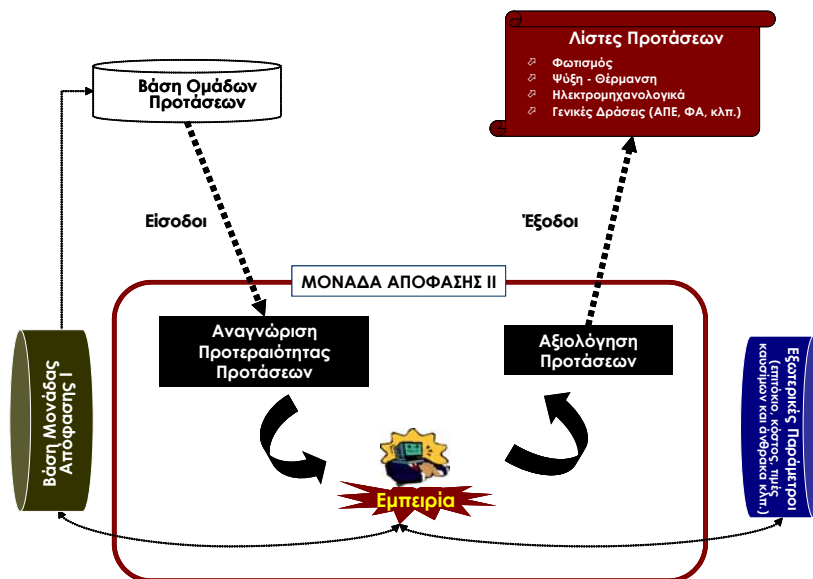 Λίστες Προτάσεων
Φωτισμός
Ψύξη - Θέρμανση
Ηλεκτρομηχανολογικά
Γενικές Δράσεις (ΑΠΕ, ΦΑ, κλπ.)
Βάση Ομάδων
Προτάσεων
Είσοδοι
Έξοδοι
ΜΟΝΑΔΑ ΑΠΟΦΑΣΗΣ ΙΙ
Αναγνώριση
Προτεραιότητας
Προτάσεων
Αξιολόγηση
Προτάσεων
Βάση Μονάδας
Απόφασης Ι
Εξωτερικές Παράμετροι
(επιτόκιο, κόστος, τιμές
καυσίμων και άνθρακα κλπ.)
Εμπειρία